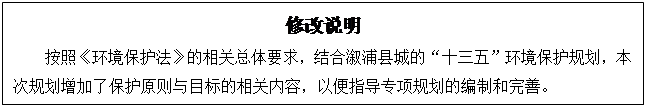 修改说明
按照《环境保护法》的相关总体要求，结合溆浦县城的“十三五”环境保护规划，本
次规划增加了保护原则与目标的相关内容，以便指导专项规划的编制和完善。